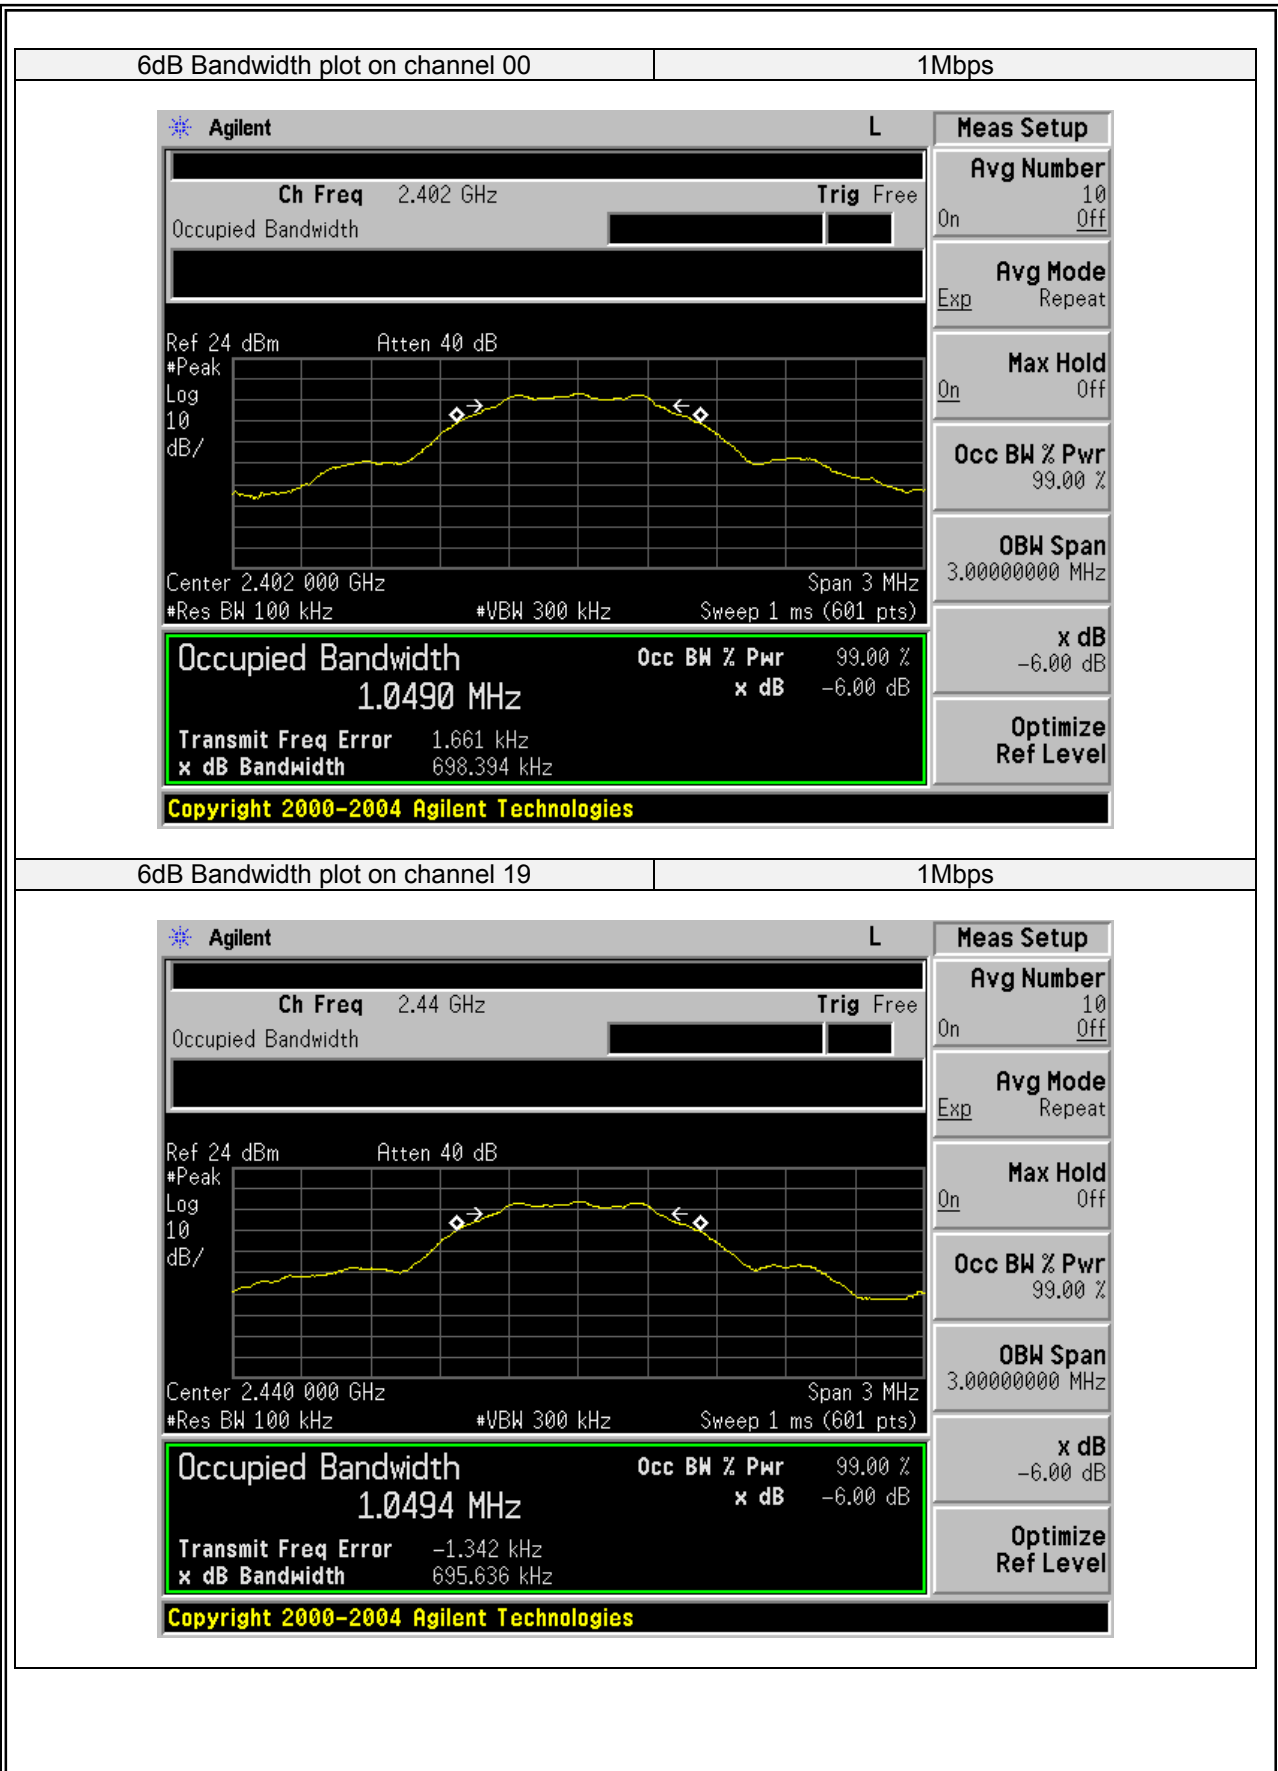 6dB Bandwidth plot on channel 00 1Mbps
Agilent L Meas Setup
Ch Freq 2.402 GHz Trig Free
Occupied Bandwidth
Avg Number
10
On Off
Avg Mode
Exp Repeat
Max Hold
On Off
Occ BW % Pwr
99.00 %
OBW Span
3.00000000 MHz
x dB
-6.00 dB
Optimize
Ref Level
Ref 24 dBm Atten 40 dB
#Peak
Log
10
dB/
Center 2.402 000 GHz Span 3 MHz
#Res BW 100 kHz #VBW 300 kHz Sweep 1 ms (601 pts)
Occupied Bandwidth Occ BW % Pwr 99.00 %
1.0490 MHz x dB -6.00 dB
Transmit Freq Error 1.661 kHz
x dB Bandwidth 698.394 kHz
Copyright 2000-2004 Agilent Technologies
6dB Bandwidth plot on channel 19 1Mbps
Agilent L Meas Setup
Ch Freq 2.44 GHz Trig Free
Occupied Bandwidth
Avg Number
10
On Off
Avg Mode
Exp Repeat
Max Hold
On Off
Occ BW % Pwr
99.00 %
OBW Span
3.00000000 MHz
x dB
-6.00 dB
Optimize
Ref Level
Ref 24 dBm Atten 40 dB
#Peak
Log
10
dB/
Center 2.440 000 GHz Span 3 MHz
#Res BW 100 kHz #VBW 300 kHz Sweep 1 ms (601 pts)
Occupied Bandwidth Occ BW % Pwr 99.00 %
1.0494 MHz x dB -6.00 dB
Transmit Freq Error -1.342 kHz
x dB Bandwidth 695.636 kHz
Copyright 2000-2004 Agilent Technologies